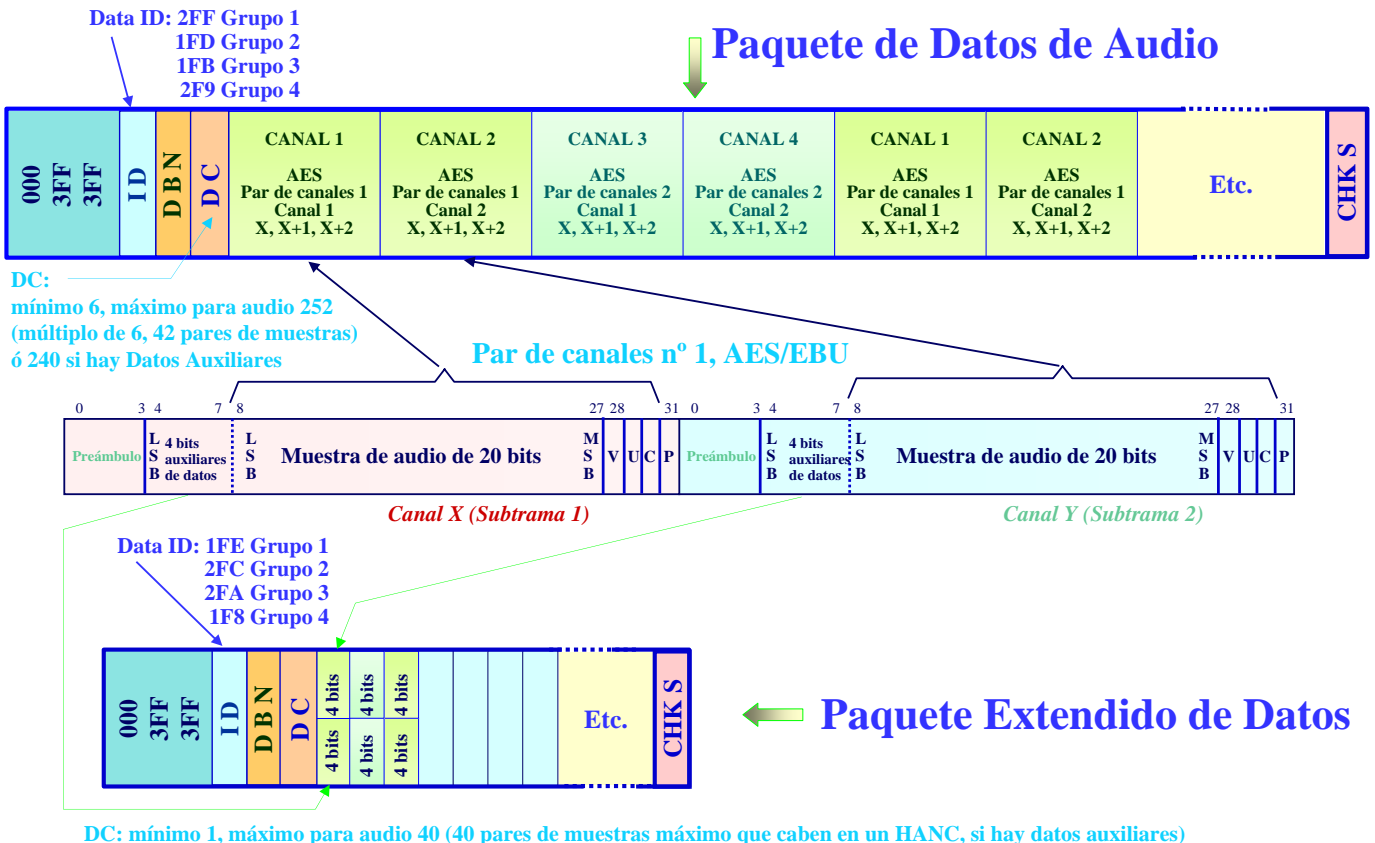 Data ID: 2FF Grupo 1
1FD Grupo 2
1FB Grupo 3
2F9 Grupo 4
Paquete de Datos de Audio
000
3FF
3FF
I D
D B N
D C
CANAL 1
AES
Par de canales 1
Canal 1
X, X+1, X+2
CANAL 2
AES
Par de canales 1
Canal 2
X, X+1, X+2
CANAL 3
AES
Par de canales 2
Canal 1
X, X+1, X+2
CANAL 4
AES
Par de canales 2
Canal 2
X, X+1, X+2
CANAL 1
AES
Par de canales 1
Canal 1
X, X+1, X+2
CANAL 2
AES
Par de canales 1
Canal 2
X, X+1, X+2
Etc.
CHK S
DC:
mínimo 6, máximo para audio 252
(múltiplo de 6, 42 pares de muestras)
ó 240 si hay Datos Auxiliares
Par de canales nº 1, AES/EBU
0 3 4 7 8 27 28 31 0 3 4 7 8 27 28 31
Preámbulo
LSB
4 bits
auxiliares
de datos
LSB
Muestra de audio de 20 bits
MSB
V U C P
Preámbulo
LSB
4 bits
auxiliares
de datos
LSB
Muestra de audio de 20 bits
MSB
V U C P
Canal X (Subtrama 1)
Canal Y (Subtrama 2)
Data ID: 1FE Grupo 1
2FC Grupo 2
2FA Grupo 3
1F8 Grupo 4
000
3FF
3FF
I D
D B N
D C
4 bits
4 bits
4 bits
4 bits
4 bits
4 bits
Etc.
CHK S
Paquete Extendido de Datos
DC: mínimo 1, máximo para audio 40 (40 pares de muestras máximo que caben en un HANC, si hay datos auxiliares)